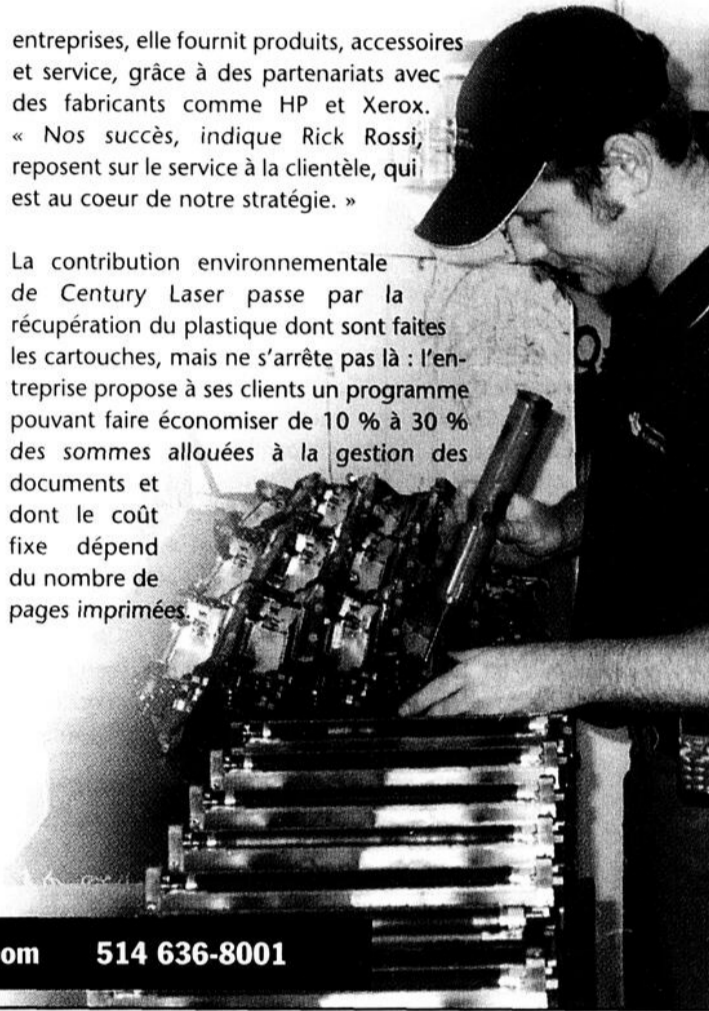 entreprises, elle fournit produits, accessoires
et service, grâce à des partenariats avec
des fabricants comme HP et Xerox.
« Nos succès, indique Rick Rossi,
reposent sur le service à la clientèle, qui
est au coeur de notre stratégie. »
La contribution environnementale
de Century Laser passe par la
récupération du plastique dont sont faites
les cartouches, mais ne s'arrête pas là : l'en-
treprise propose à ses clients un programme
pouvant faire économiser de 10 % à 30 %
des sommes allouées à la gestion des
documents et
dont le coût
fixe dépend
du nombre de
pages imprimées.
om 514 636-8001